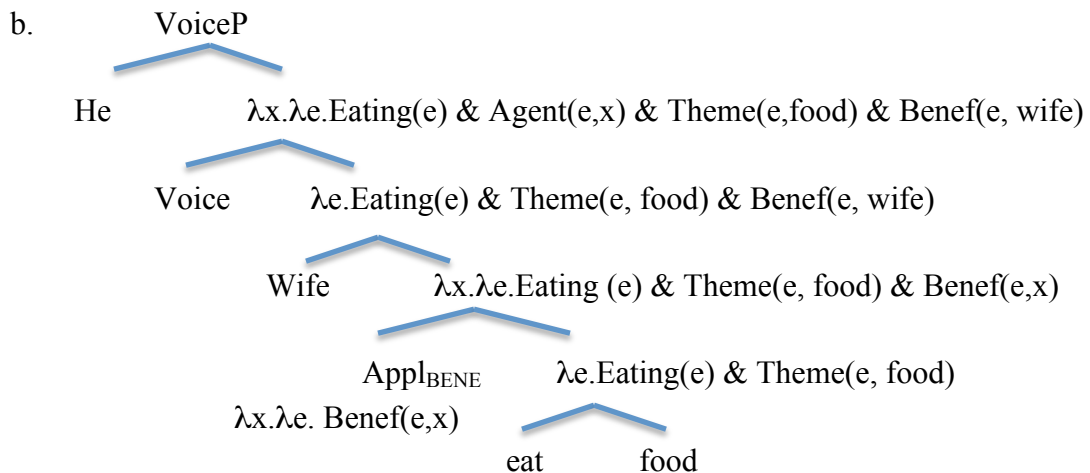 b. VoiceP
He λx.λe.Eating(e) & Agent(e,x) & Theme(e,food) & Benef(e, wife)
Voice λe.Eating(e) & Theme(e, food) & Benef(e, wife)
Wife λx.λe.Eating (e) & Theme(e, food) & Benef(e,x)
ApplBENE λe.Eating(e) & Theme(e, food)
λx.λe. Benef(e,x)
eat food